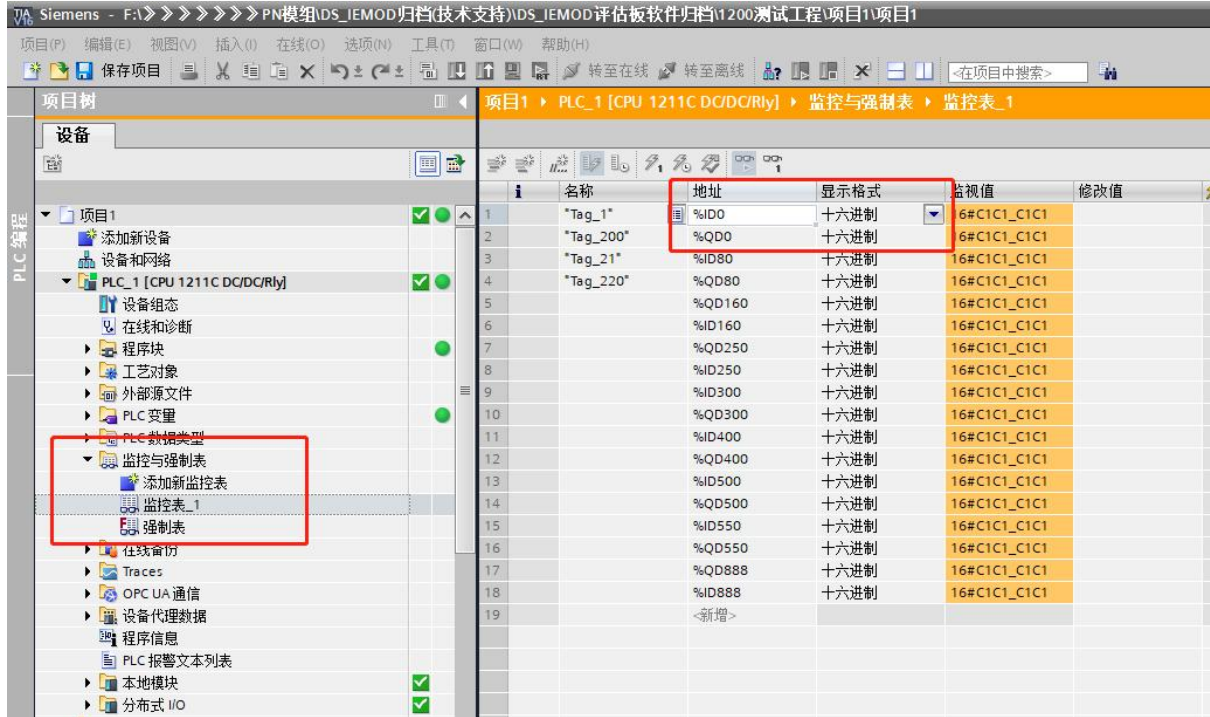 Siemens - F:\》》》》》》》PN模组\DS_IEMOD归档(技术支持)\DS_IEMOD评估板软件归档\1200测试工程\项目1\项目1
项目(P) 编辑(E) 视图(V) 插入(I) 在线(O) 选项(N) 工具(T) 窗口(W) 帮助(H)
保存项目 转至在线 转至离线 <在项目中搜索>
项目树
项目1 PLC_1 [CPU 1211C DC/DC/Rly] 监控与强制表 监控表_1
设备
PLC 编程
项目1
添加新设备
设备和网络
PLC_1 [CPU 1211C DC/DC/Rly]
设备组态
在线和诊断
程序块
工艺对象
外部源文件
PLC 变量
PLC 数据类型
监控与强制表
添加新监控表
监控表_1
强制表
在线备份
Traces
OPC UA 通信
设备代理数据
程序信息
PLC 报警文本列表
本地模块
分布式 I/O
i 名称 地址 显示格式 监视值 修改值
1 "Tag_1" %ID0 十六进制 16#C1C1_C1C1
2 "Tag_200" %QD0 十六进制 16#C1C1_C1C1
3 "Tag_21" %ID80 十六进制 16#C1C1_C1C1
4 "Tag_220" %QD80 十六进制 16#C1C1_C1C1
5 %QD160 十六进制 16#C1C1_C1C1
6 %ID160 十六进制 16#C1C1_C1C1
7 %QD250 十六进制 16#C1C1_C1C1
8 %ID250 十六进制 16#C1C1_C1C1
9 %ID300 十六进制 16#C1C1_C1C1
10 %QD300 十六进制 16#C1C1_C1C1
11 %ID400 十六进制 16#C1C1_C1C1
12 %QD400 十六进制 16#C1C1_C1C1
13 %ID500 十六进制 16#C1C1_C1C1
14 %QD500 十六进制 16#C1C1_C1C1
15 %ID550 十六进制 16#C1C1_C1C1
16 %QD550 十六进制 16#C1C1_C1C1
17 %QD888 十六进制 16#C1C1_C1C1
18 %ID888 十六进制 16#C1C1_C1C1
19 <新增>